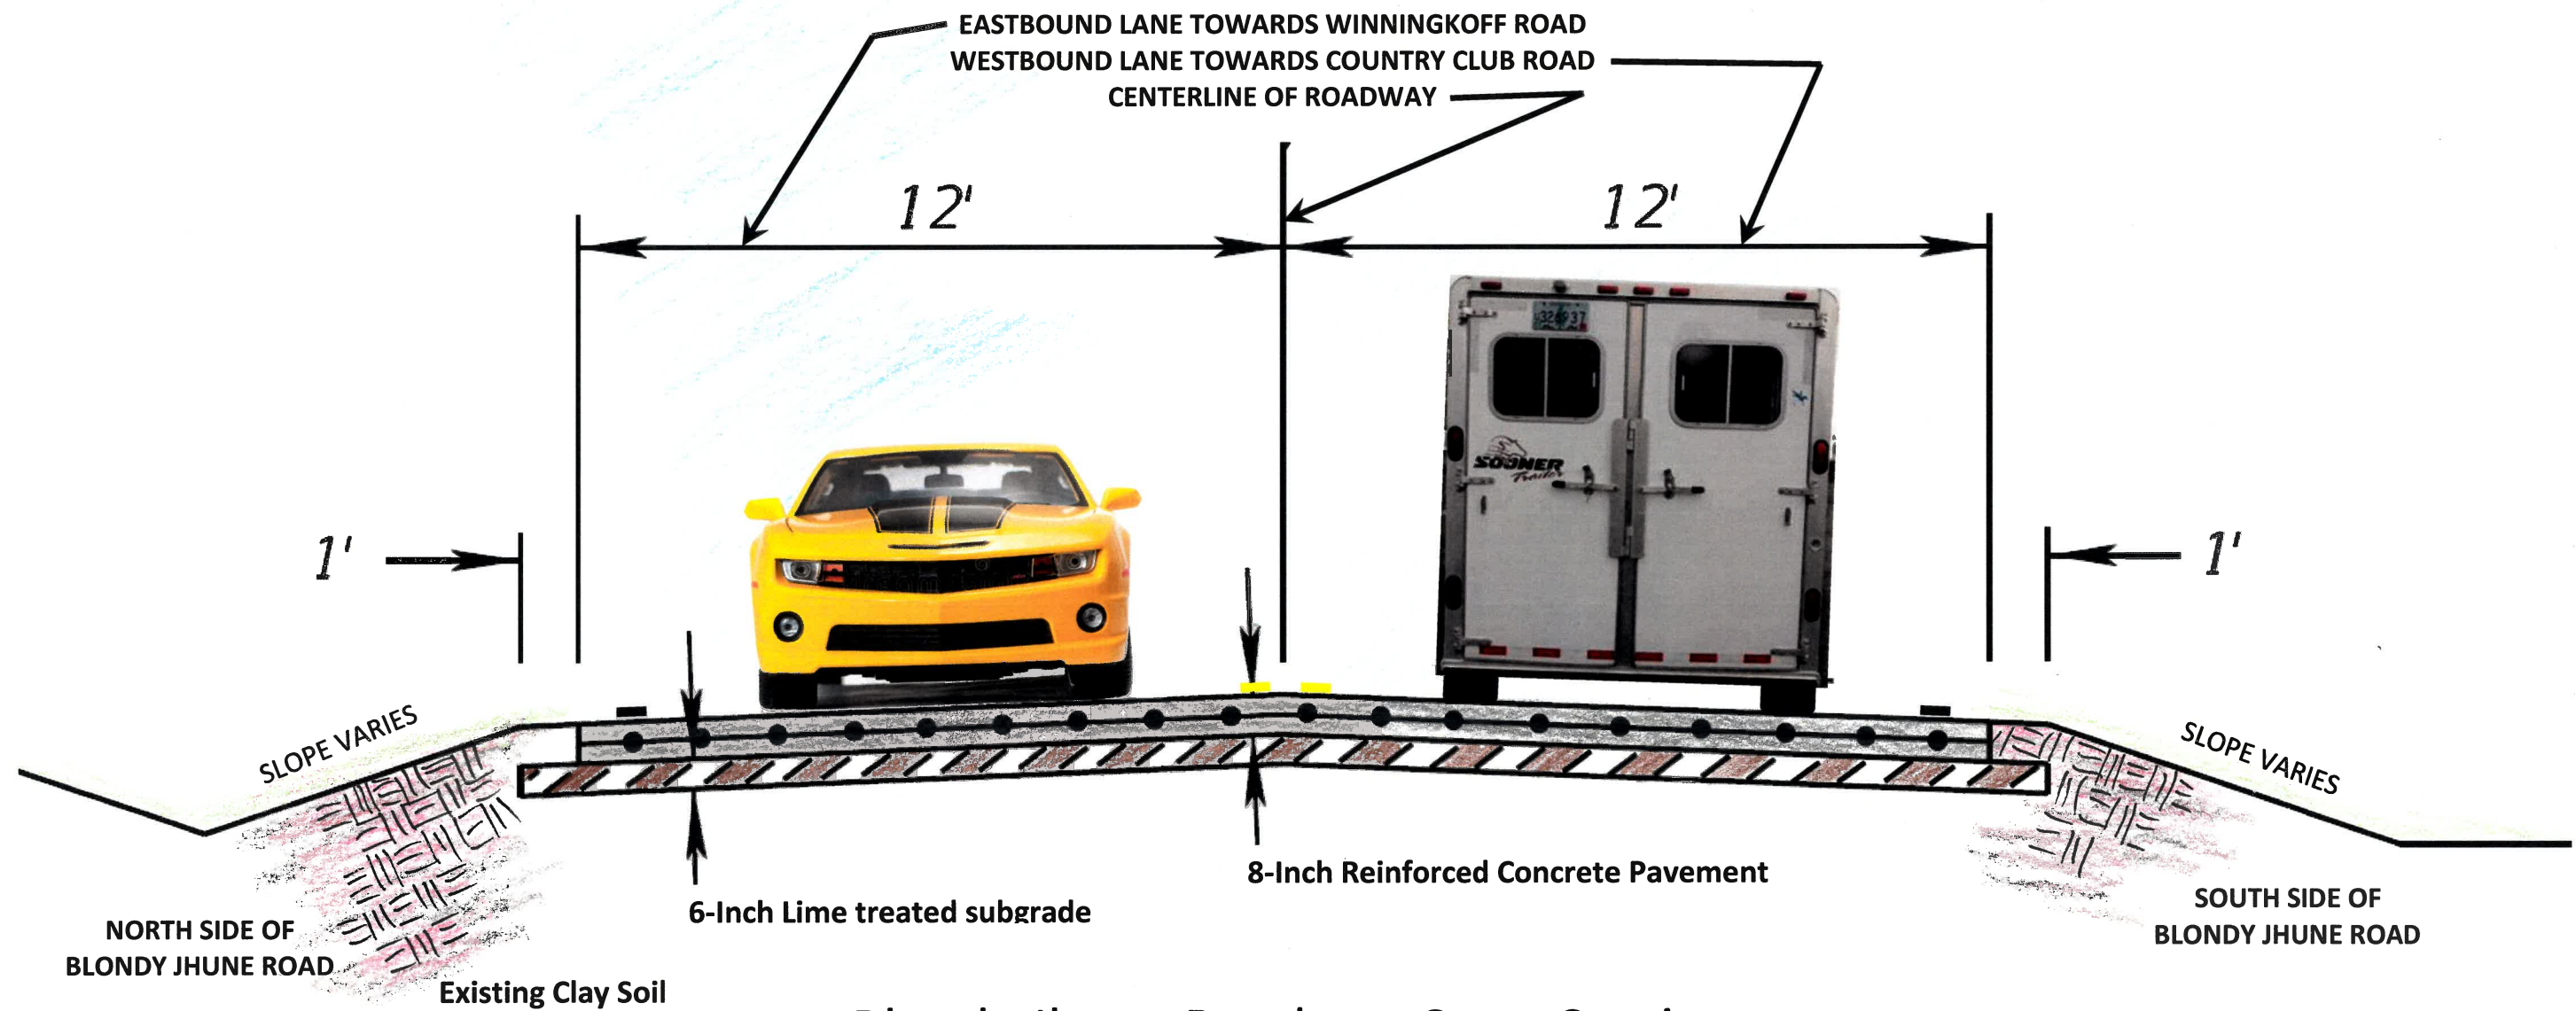 EASTBOUND LANE TOWARDS WINNINGKOFF ROAD
WESTBOUND LANE TOWARDS COUNTRY CLUB ROAD
CENTERLINE OF ROADWAY
12'
12'
SOONER
Trailer
1'
1'
SLOPE VARIES
SLOPE VARIES
8-Inch Reinforced Concrete Pavement
6-Inch Lime treated subgrade
NORTH SIDE OF
BLONDY JHUNE ROAD
SOUTH SIDE OF
BLONDY JHUNE ROAD
Existing Clay Soil